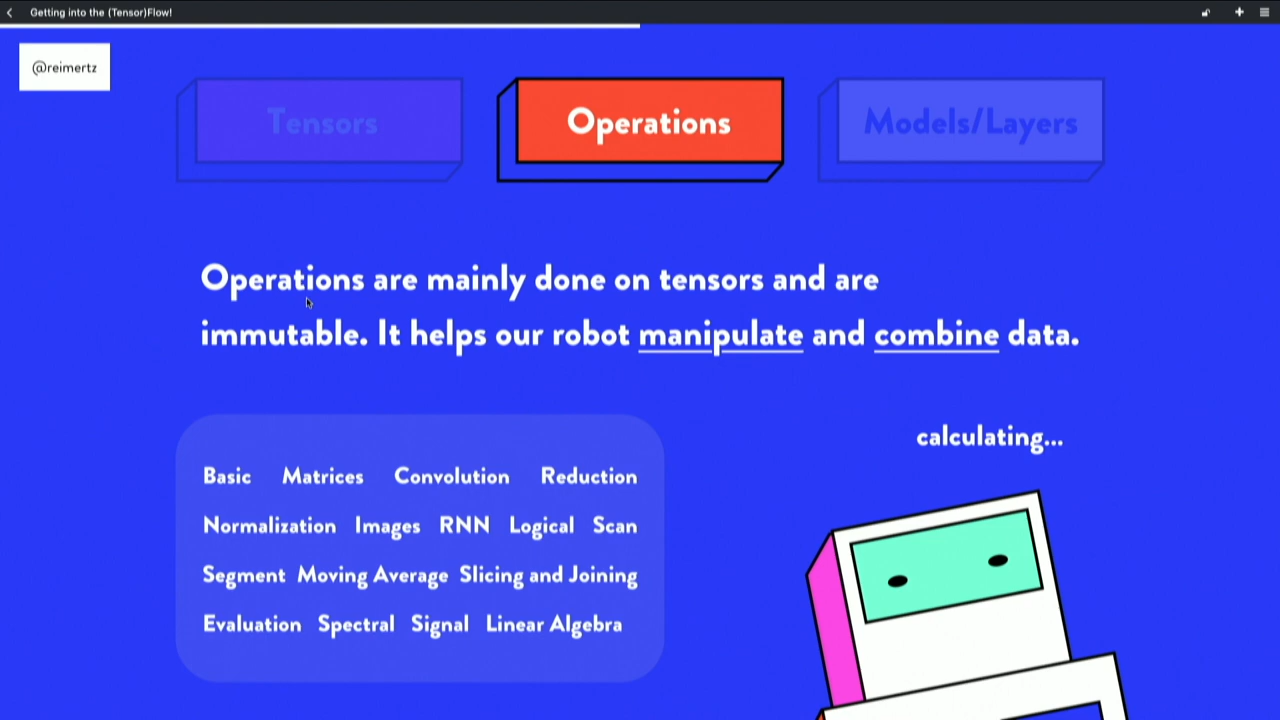 Getting into the (Tensor)Flow!
@reimertz
Tensors
Operations
Models/Layers
Operations are mainly done on tensors and are
immutable. It helps our robot manipulate and combine data.
calculating...
Basic Matrices Convolution Reduction
Normalization Images RNN Logical Scan
Segment Moving Average Slicing and Joining
Evaluation Spectral Signal Linear Algebra